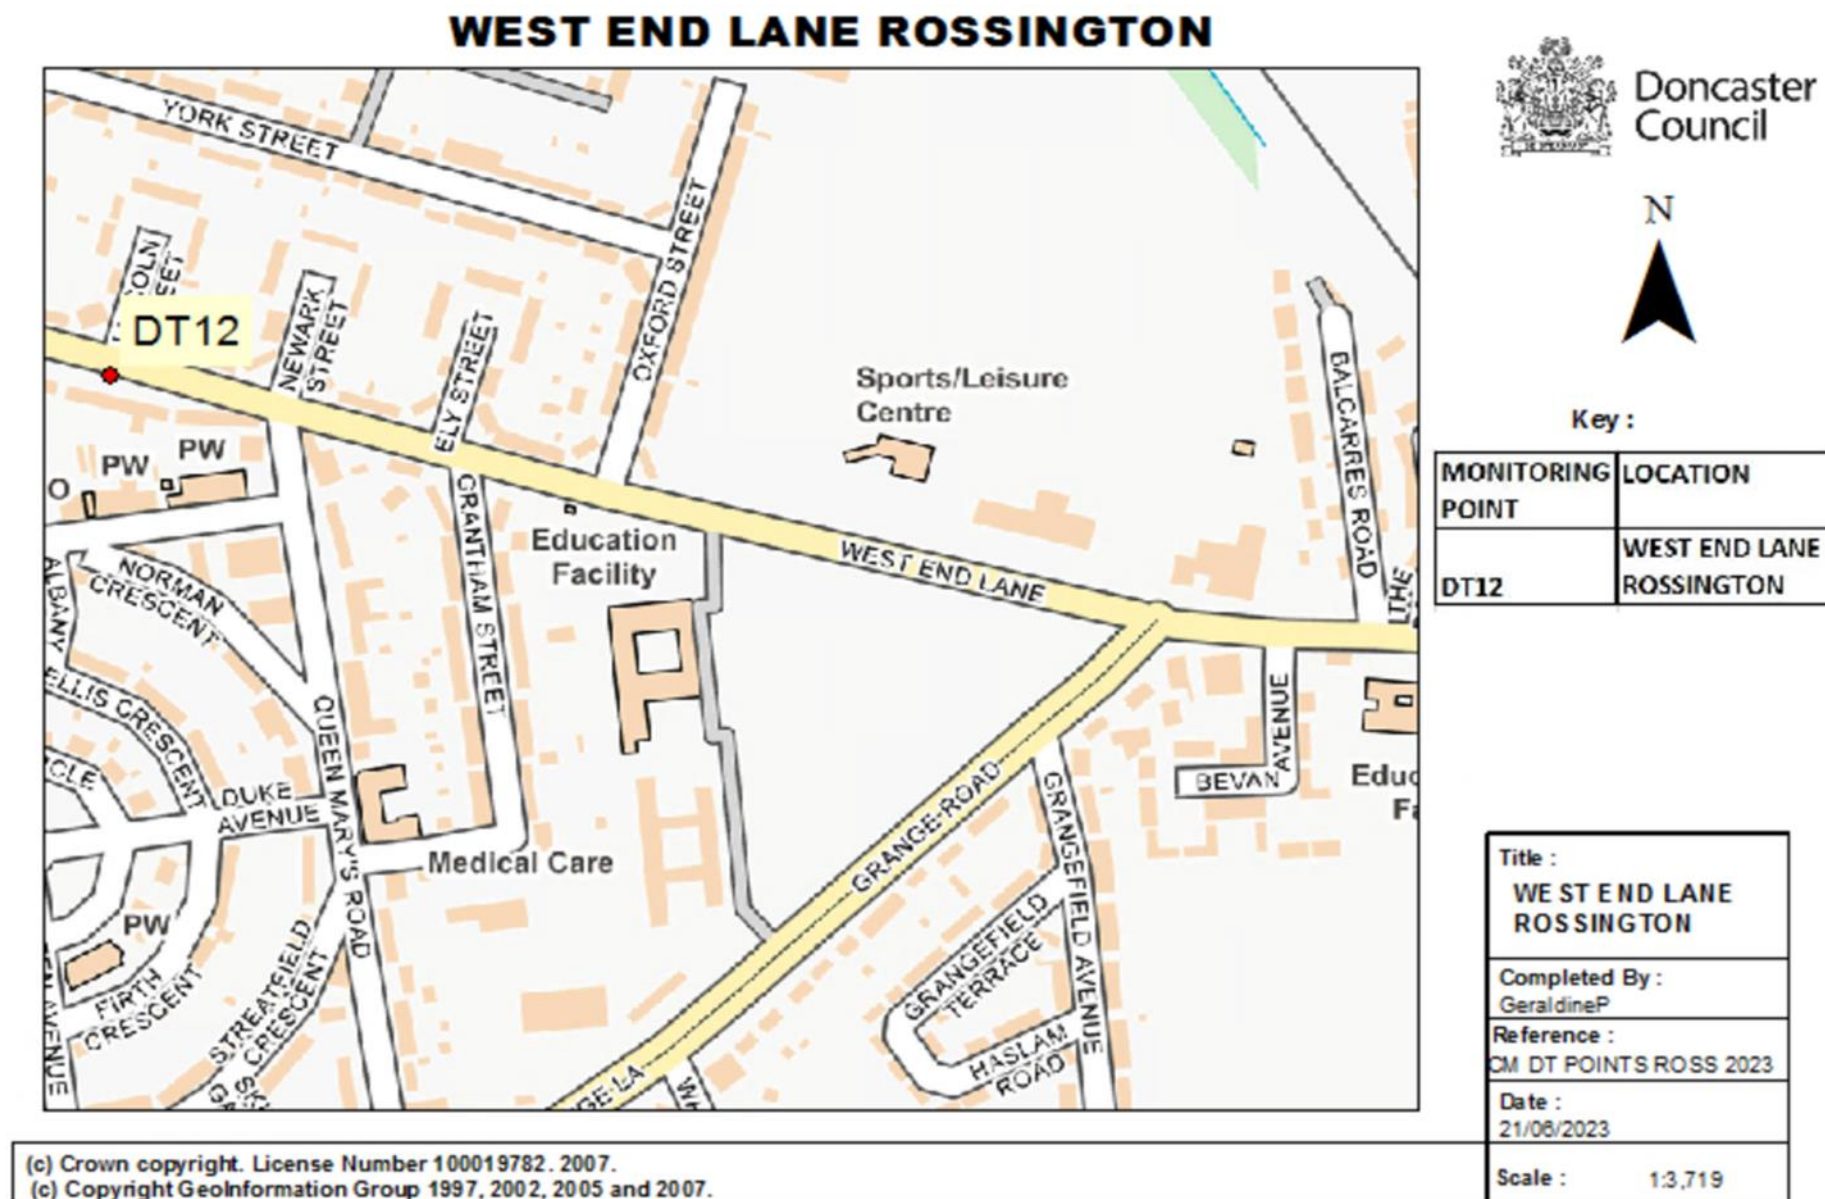 WEST END LANE ROSSINGTON
Doncaster
Council
N
YORK STREET
OXFORD STREET
NEWARK
STREET
ELY STREET
DT12
Sports/Leisure
Centre
BALCARRES ROAD
Key :
MONITORING
POINT
LOCATION
DT12
WEST END LANE
ROSSINGTON
PW
PW
GRANTHAM STREET
Education
Facility
WEST END LANE
NORMAN
CRESCENT
ALBANY
ELLIS CRESCENT
QUEEN MARY'S ROAD
DUKE
AVENUE
Medical Care
GRANGE ROAD
GRANGEFIELD AVENUE
BEVAN
AVENUE
PW
FIRTH
CRESCENT
STREATFIELD
CRESCENT
GRANGEFIELD
TERRACE
HASLAM
ROAD
AVENUE
Title :
WEST END LANE
ROSSINGTON
Completed By :
GeraldineP
Reference :
CM DT POINTS ROSS 2023
Date :
21/06/2023
Scale : 1:3,719
(c) Crown copyright. License Number 100019782. 2007.
(c) Copyright GeoInformation Group 1997, 2002, 2005 and 2007.